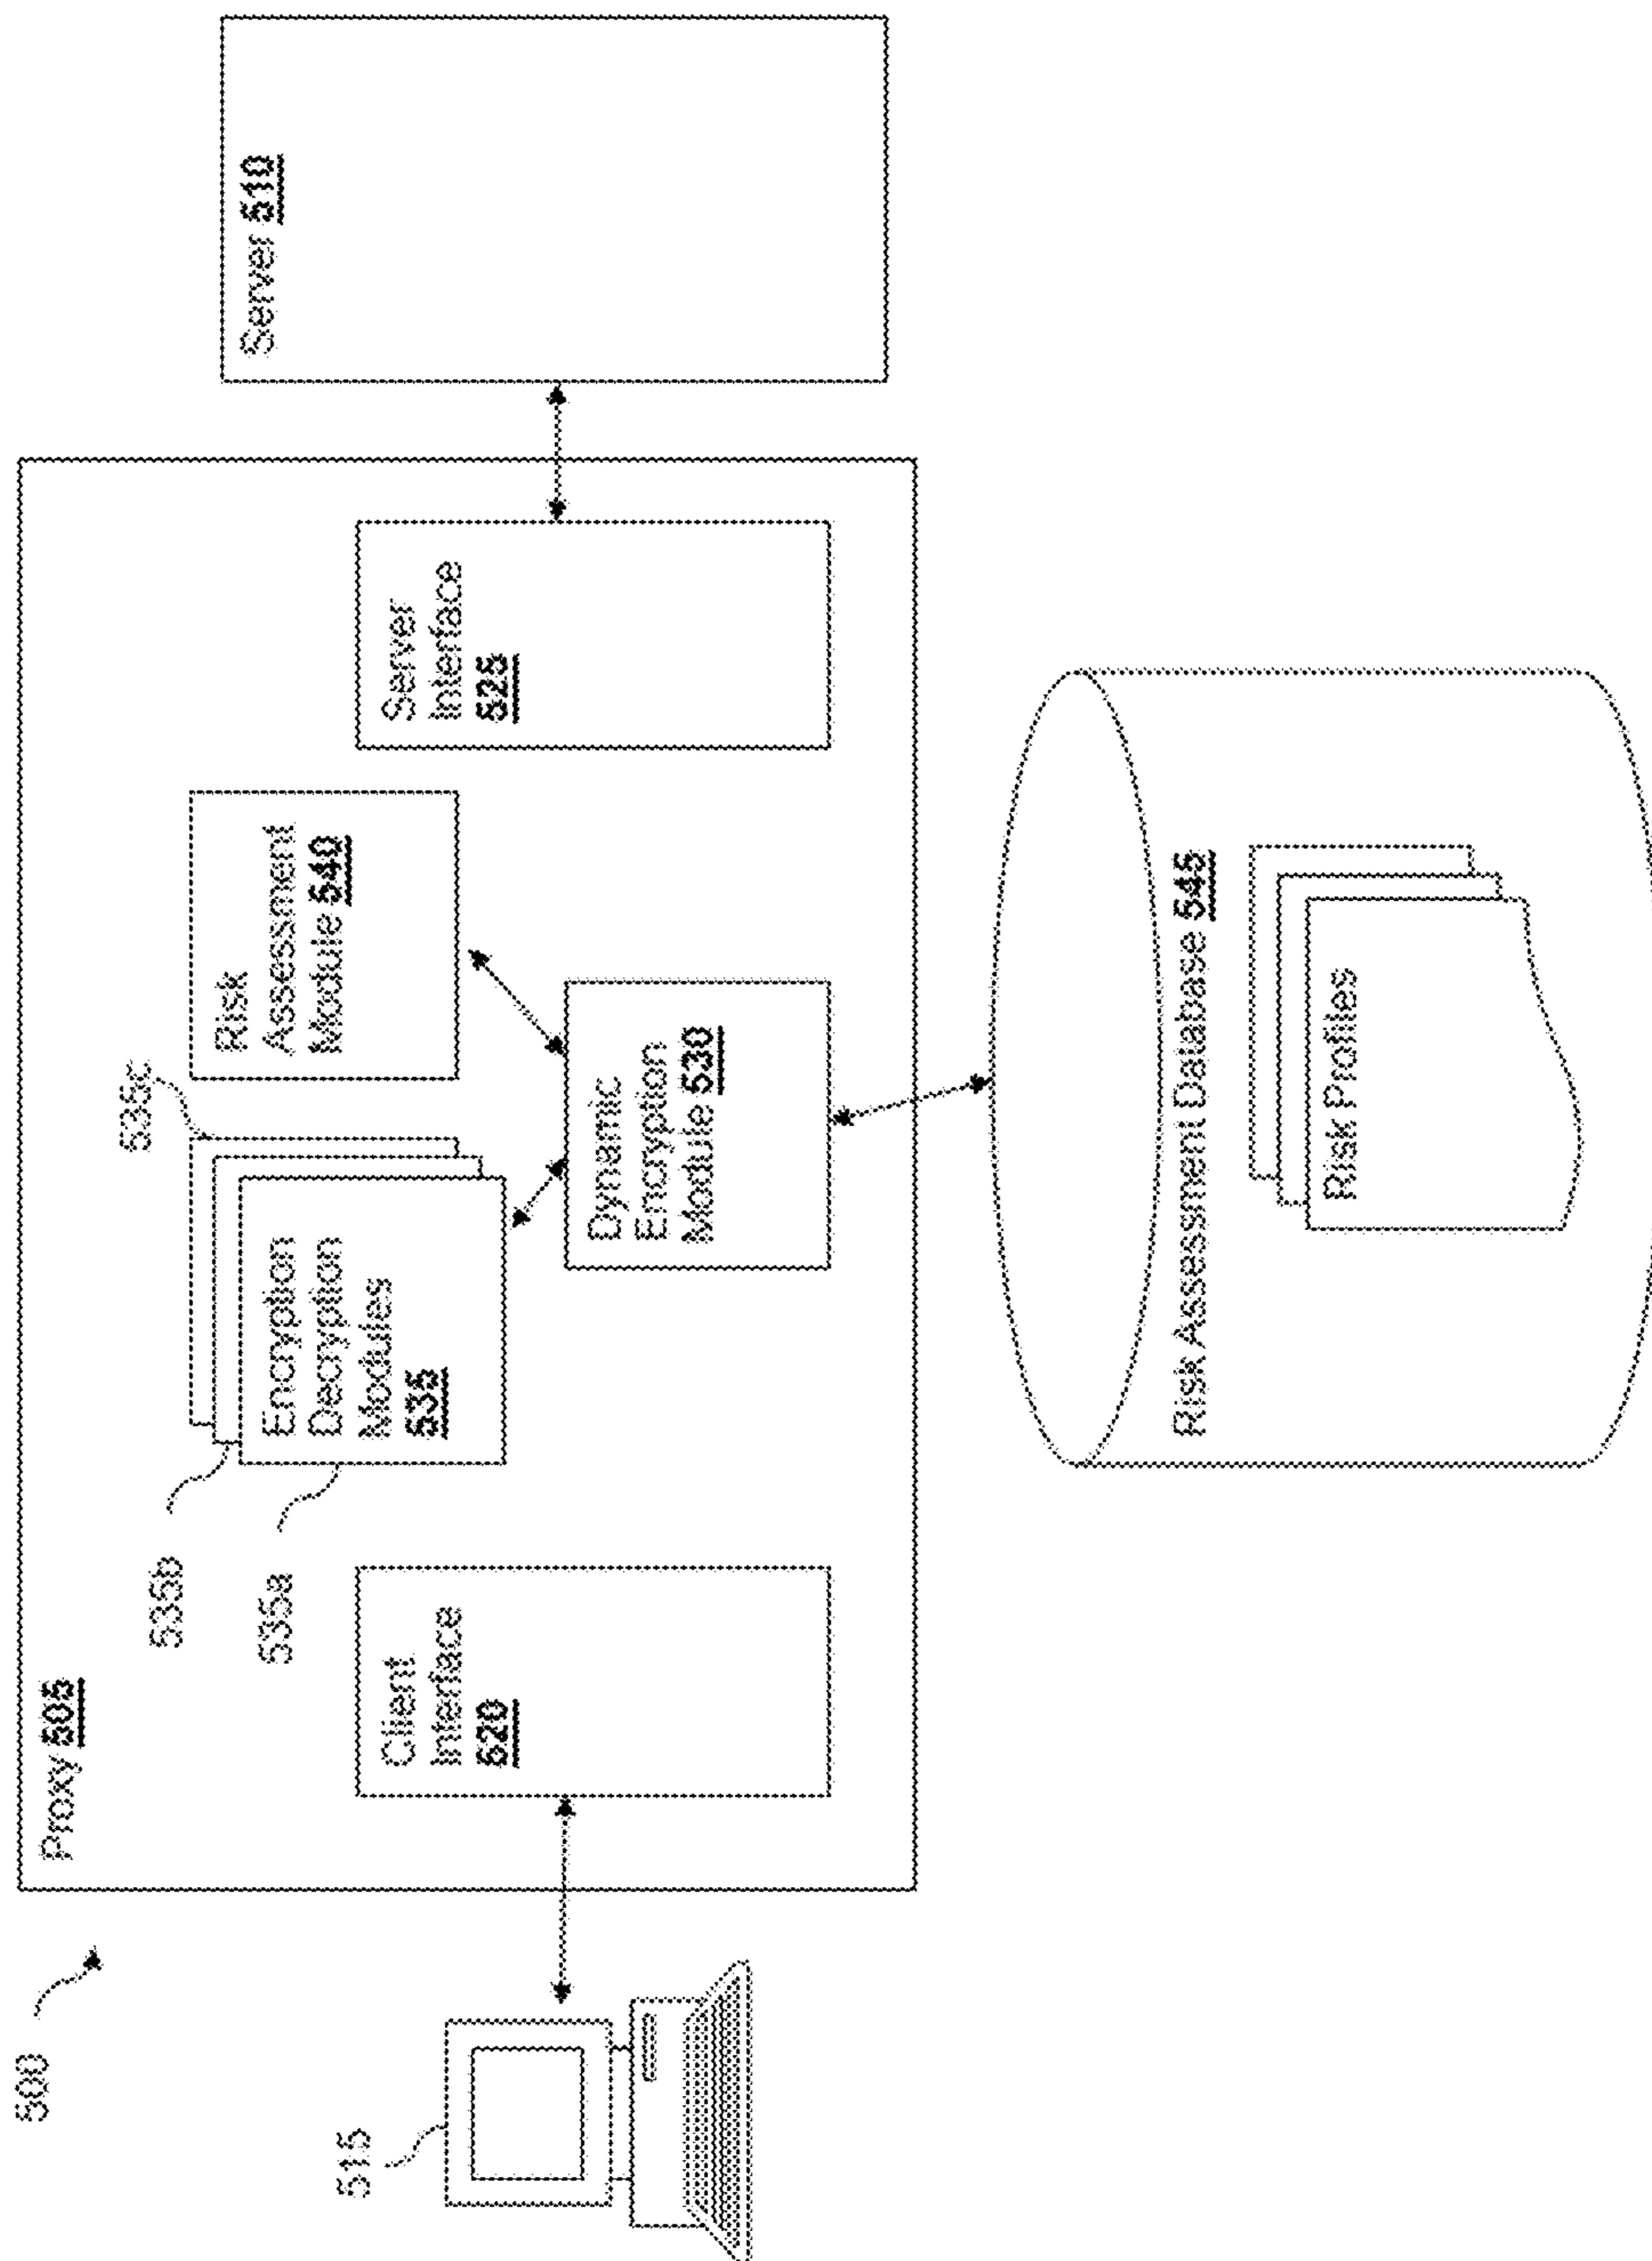 500
515
Proxy 505
Client
Interface
520
535b
535a
535c
Encryption
Decryption
Modules
535
Risk
Assessment
Module 540
Dynamic
Encryption
Module 530
Server
Interface
525
Server 510
Risk Assessment Database 545
Risk Profiles